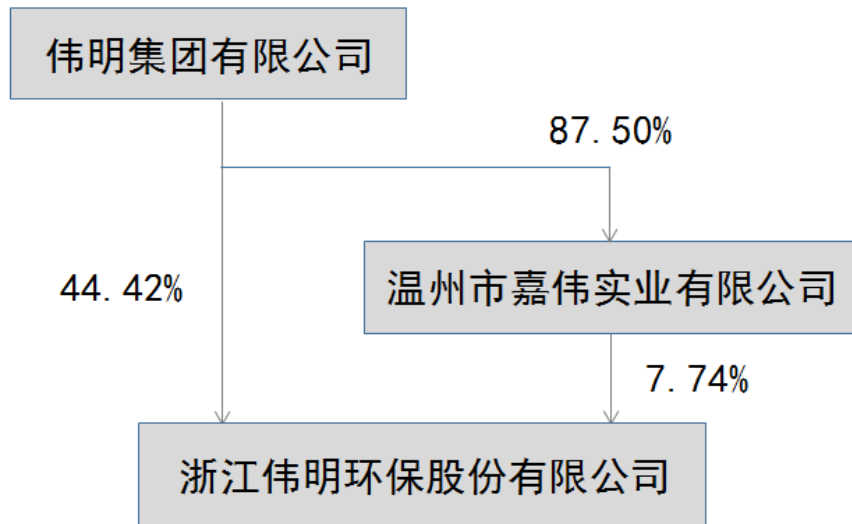 伟明集团有限公司
87.50%
44.42%
温州市嘉伟实业有限公司
7.74%
浙江伟明环保股份有限公司